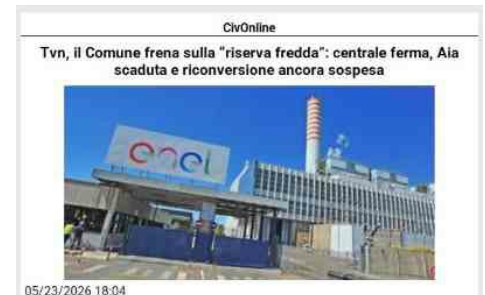 CivOnline
Tvn, il Comune frena sulla “riserva fredda”: centrale ferma, Aia
scaduta e riconversione ancora sospesa
enel
05/23/2026 18:04